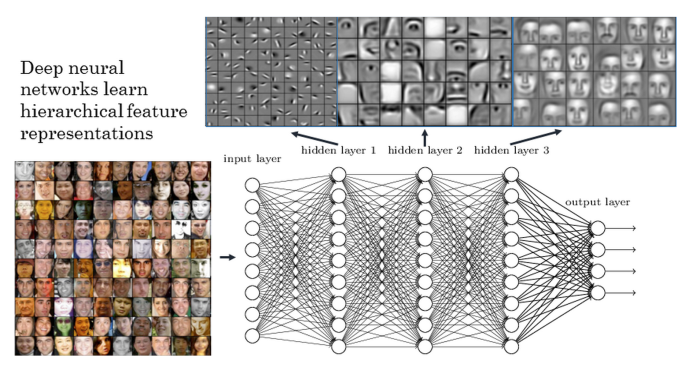 Deep neural
networks learn
hierarchical feature
representations
hidden layer 1 hidden layer 2 hidden layer 3
input layer
output layer